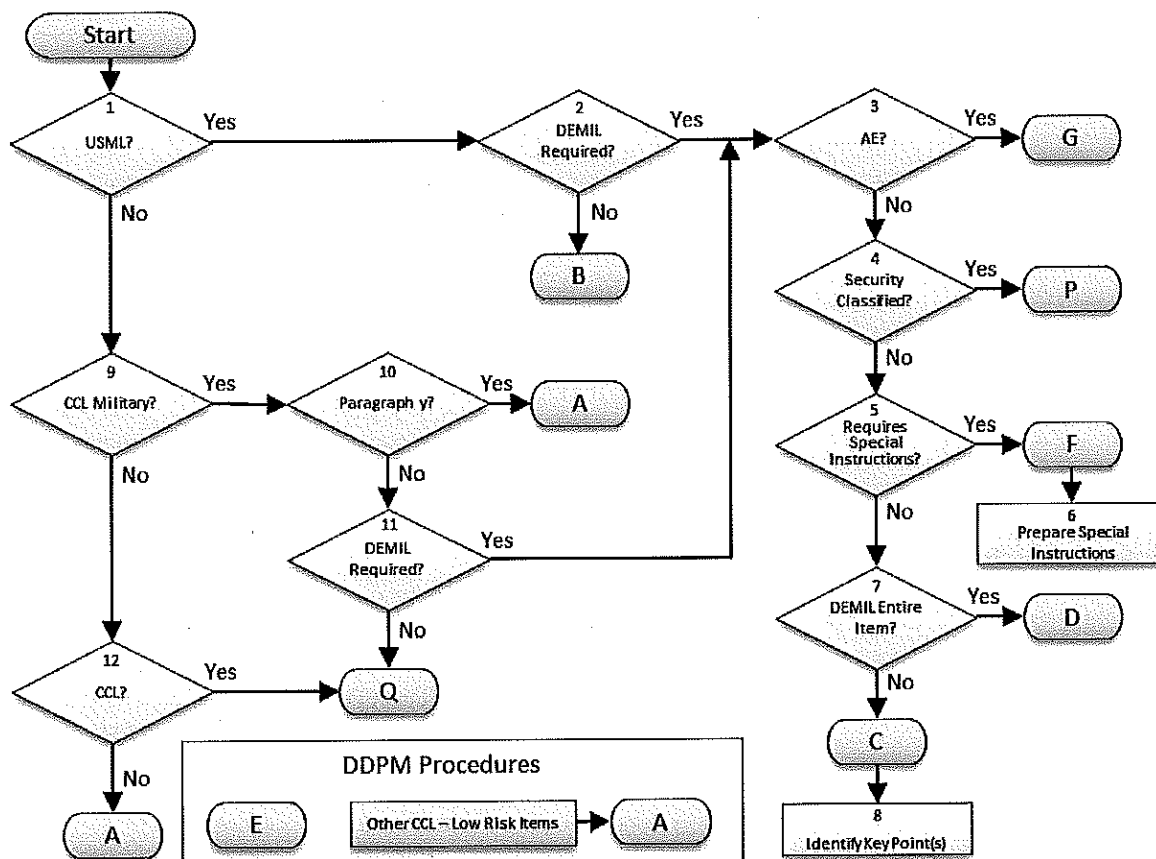 Start
1
USML?
Yes
No
2
DEMIL
Required?
Yes
No
B
3
AE?
Yes
G
No
4
Security
Classified?
Yes
P
No
5
Requires
Special
Instructions?
Yes
F
6
Prepare Special
Instructions
No
7
DEMIL Entire
Item?
Yes
D
No
C
8
Identify Key Point(s)
9
CCL Military?
Yes
No
10
Paragraph y?
Yes
A
No
11
DEMIL
Required?
Yes
No
Q
12
CCL?
Yes
No
A
DDPM Procedures
E
Other CCL – Low Risk Items
A